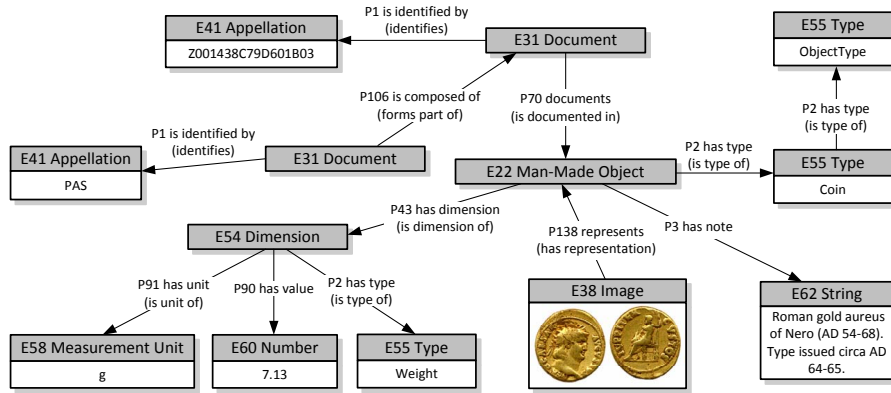 E41 Appellation
Z001438C79D601B03
P1 is identified by
(identifies)
E31 Document
E55 Type
ObjectType
P106 is composed of
(forms part of)
P70 documents
(is documented in)
P2 has type
(is type of)
P1 is identified by
(identifies)
E41 Appellation
PAS
E31 Document
E22 Man-Made Object
P2 has type
(is type of)
E55 Type
Coin
P43 has dimension
(is dimension of)
E54 Dimension
P138 represents
(has representation)
P3 has note
P91 has unit
(is unit of)
P90 has value
P2 has type
(is type of)
E38 Image
E62 String
Roman gold aureus
of Nero (AD 54-68).
Type issued circa AD
64-65.
E58 Measurement Unit
g
E60 Number
7.13
E55 Type
Weight